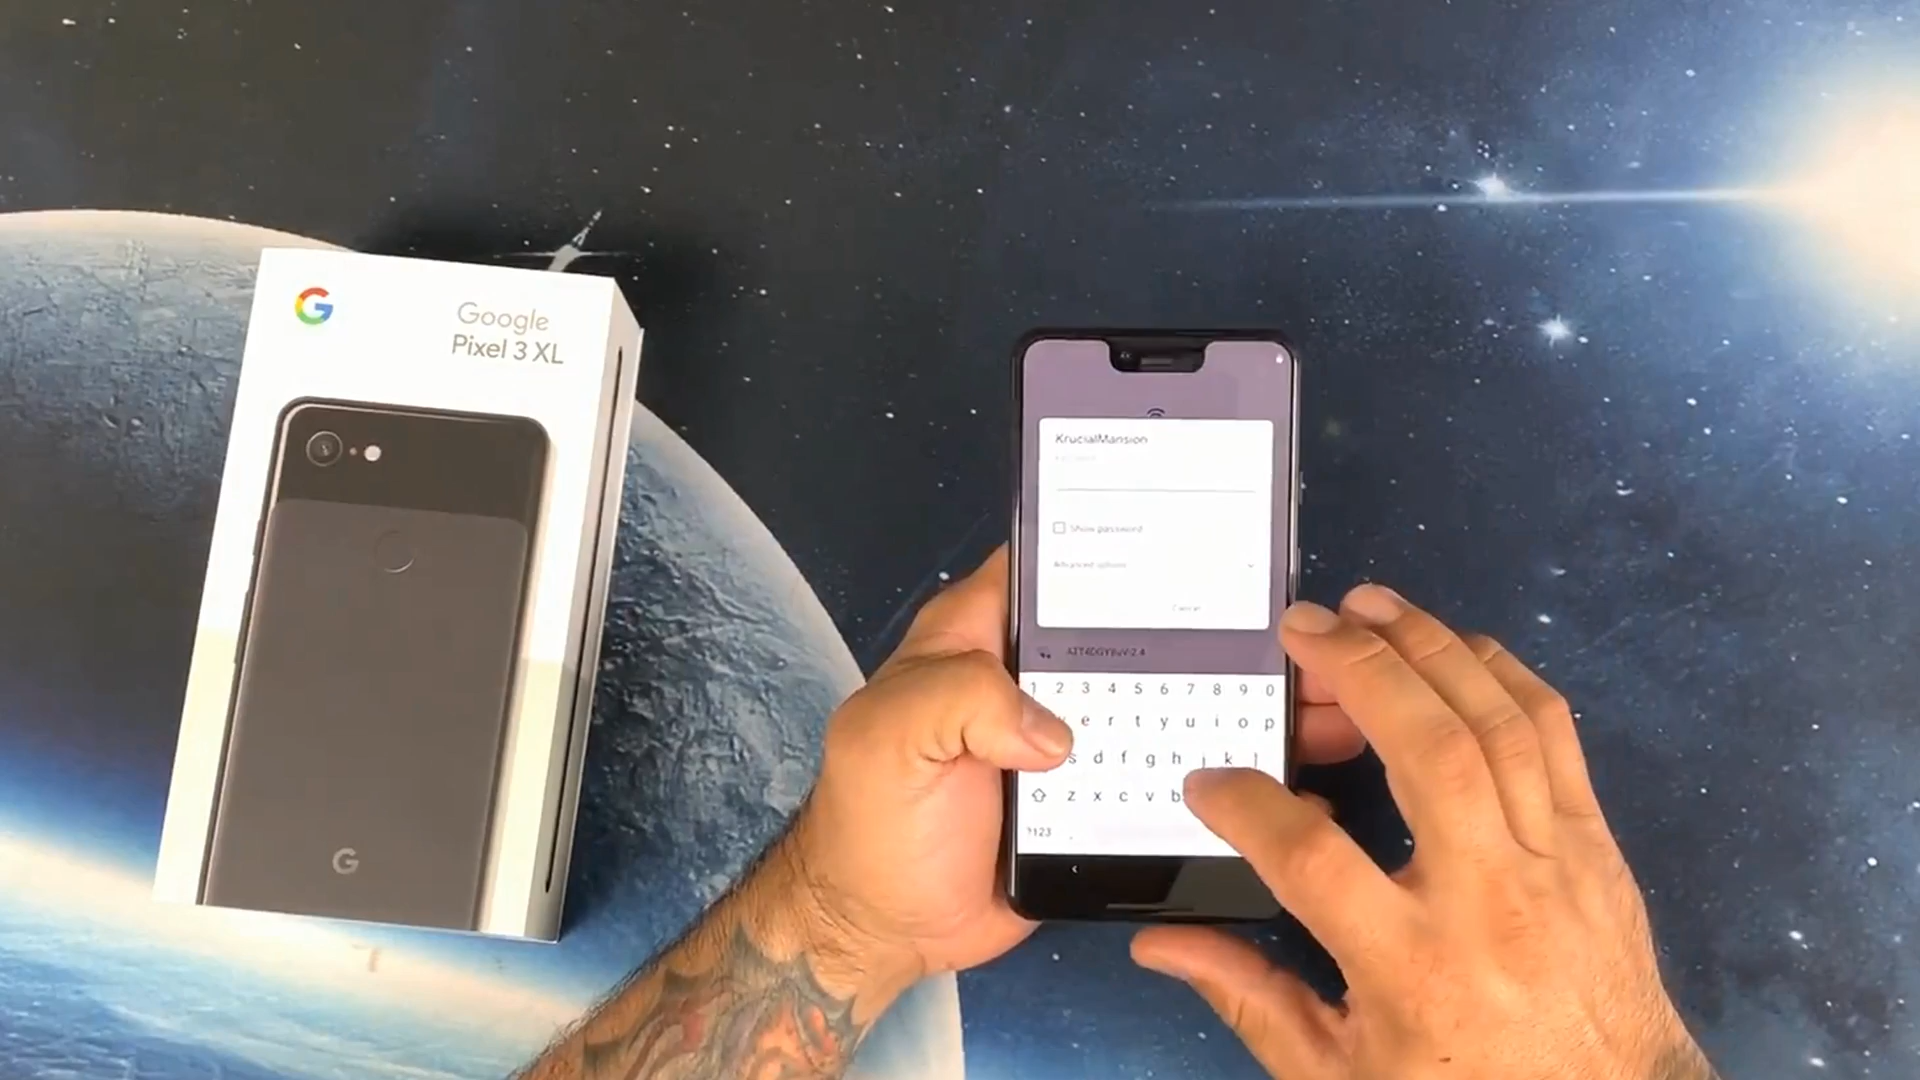 Google
Pixel 3 XL
KrucialMansion
Show password
Advanced options
Cancel
1 2 3 4 5 6 7 8 9 0
e r t y u i o p
s d f g h j k l
z x c v b
?123